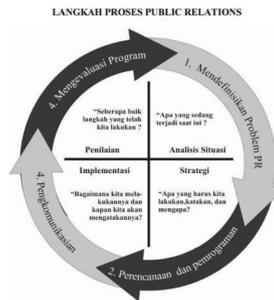 LANGKAH PROSES PUBLIC RELATIONS
4. Mengevaluasi Program
1. Mendefinisikan Problem PR
"Seberapa baik
langkah yang telah
kita lakukan ?
Penilaian
"Apa yang sedang
terjadi saat ini ?
Analisis Situasi
Implementasi
"Bagaimana kita mela-
kukannya dan
kapan kita akan
mengatakannya?
Strategi
"Apa yang harus kita
lakukan,katakan, dan
mengapa?
4. Pengkomunikasian
2. Perencanaan dan pemrograman